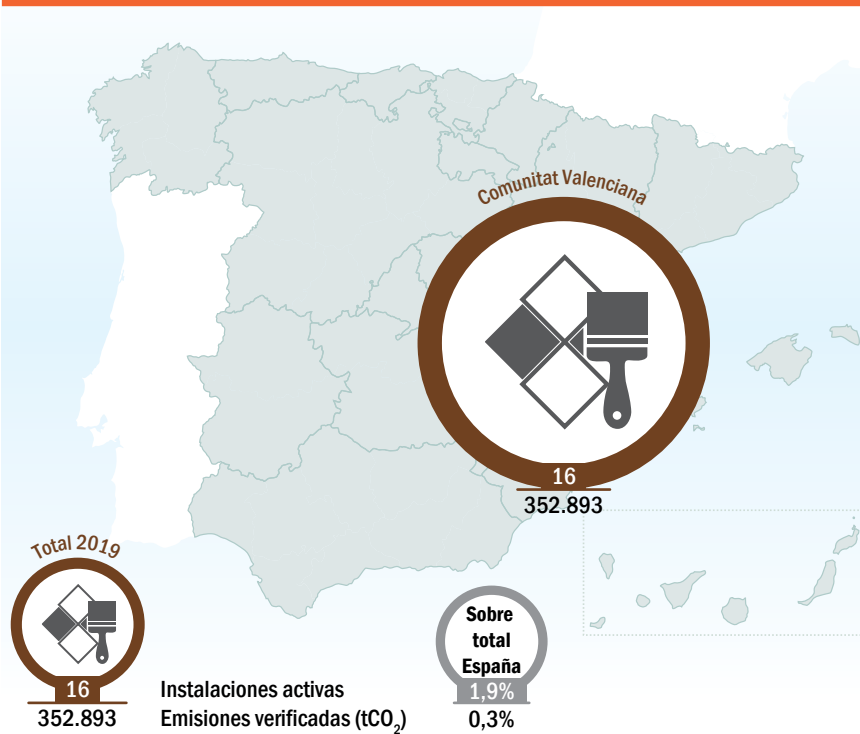 Comunitat Valenciana
16
352.893
Total 2019
16
352.893
Instalaciones activas
Emisiones verificadas (tCO₂)
Sobre
total
España
1,9%
0,3%